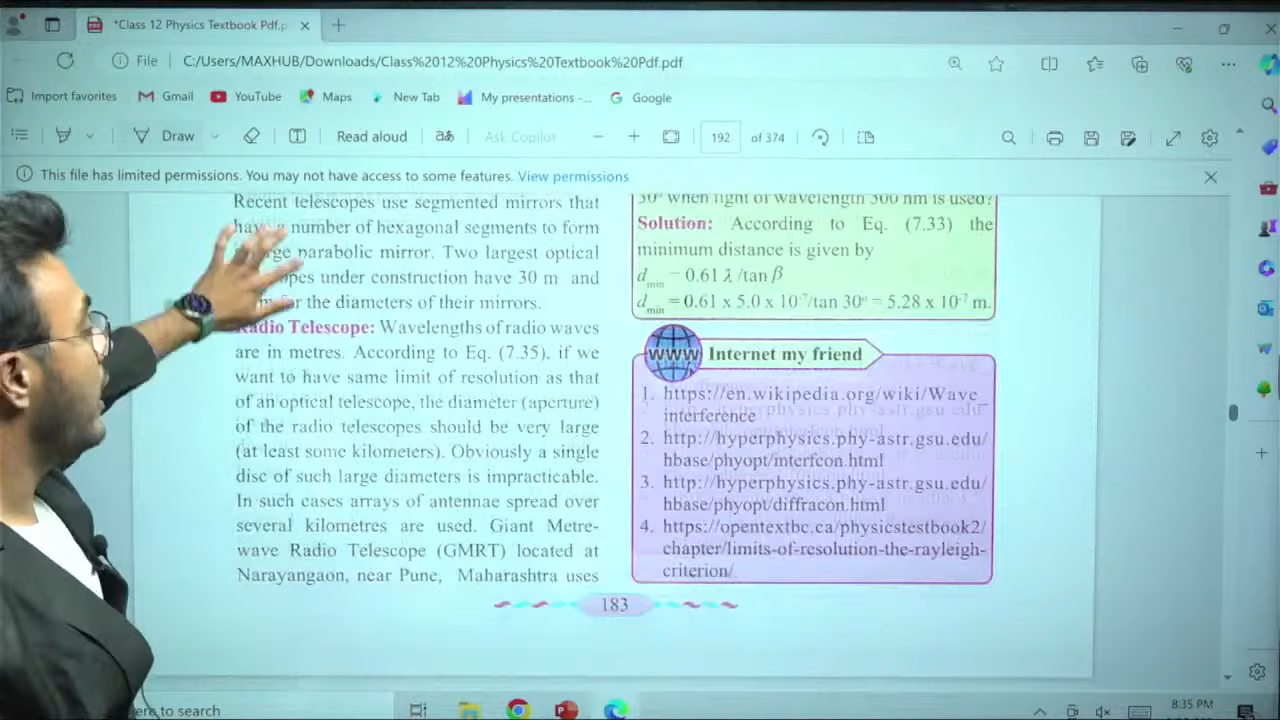 *Class 12 Physics Textbook Pdf.p
File
C:/Users/MAXHUB/Downloads/Class%2012%20Physics%20Textbook%20Pdf.pdf
Import favorites
Gmail
YouTube
Maps
New Tab
My presentations -...
Google
Draw
Read aloud
Ask Copilot
192
of 374
This file has limited permissions. You may not have access to some features. View permissions
Recent telescopes use segmented mirrors that
have a number of hexagonal segments to form
parabolic mirror. Two largest optical
under construction have 30 m and
the diameters of their mirrors.
Radio Telescope: Wavelengths of radio waves
are in metres. According to Eq. (7.35), if we
want to have same limit of resolution as that
of an optical telescope, the diameter (aperture)
of the radio telescopes should be very large
(at least some kilometers). Obviously a single
disc of such large diameters is impracticable.
In such cases arrays of antennae spread over
several kilometres are used. Giant Metre-
wave Radio Telescope (GMRT) located at
Narayangaon, near Pune, Maharashtra uses
30° when light of wavelength 500 nm is used?
Solution: According to Eq. (7.33) the
minimum distance is given by
dmin = 0.61 λ/tan β
dmin = 0.61 x 5.0 x 10-7/tan 30° = 5.28 x 10-7 m.
www Internet my friend
1. https://en.wikipedia.org/wiki/Wave_
interference
2. http://hyperphysics.phy-astr.gsu.edu/
hbase/phyopt/interfcon.html
3. http://hyperphysics.phy-astr.gsu.edu/
hbase/phyopt/diffracon.html
4. https://opentextbc.ca/physicstestbook2/
chapter/limits-of-resolution-the-rayleigh-
criterion/
183
to search
8:35 PM